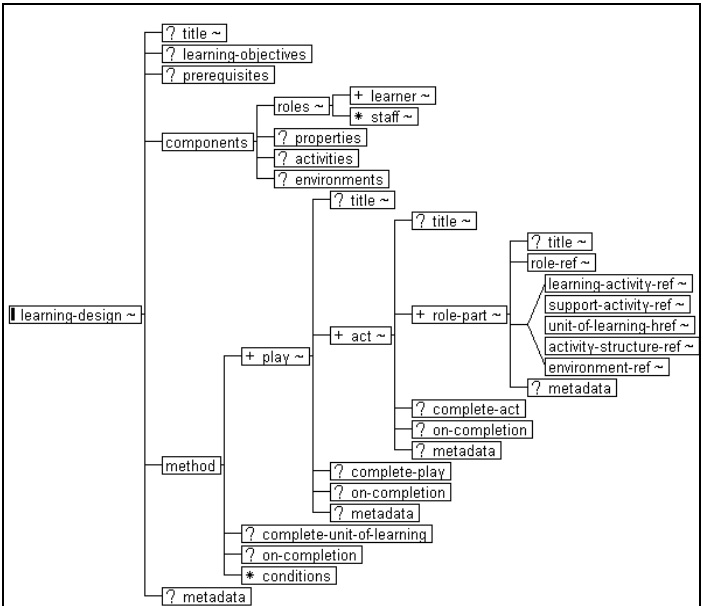 ? title ~
? learning-objectives
? prerequisites
+ learner ~
roles ~
* staff ~
components
? properties
? activities
? environments
? title ~
? title ~
? title ~
role-ref ~
learning-activity-ref ~
support-activity-ref ~
learning-design ~
+ role-part ~
unit-of-learning-href ~
+ act ~
activity-structure-ref ~
+ play ~
environment-ref ~
? metadata
? complete-act
? on-completion
? metadata
method
? complete-play
? on-completion
? metadata
? complete-unit-of-learning
? on-completion
* conditions
? metadata